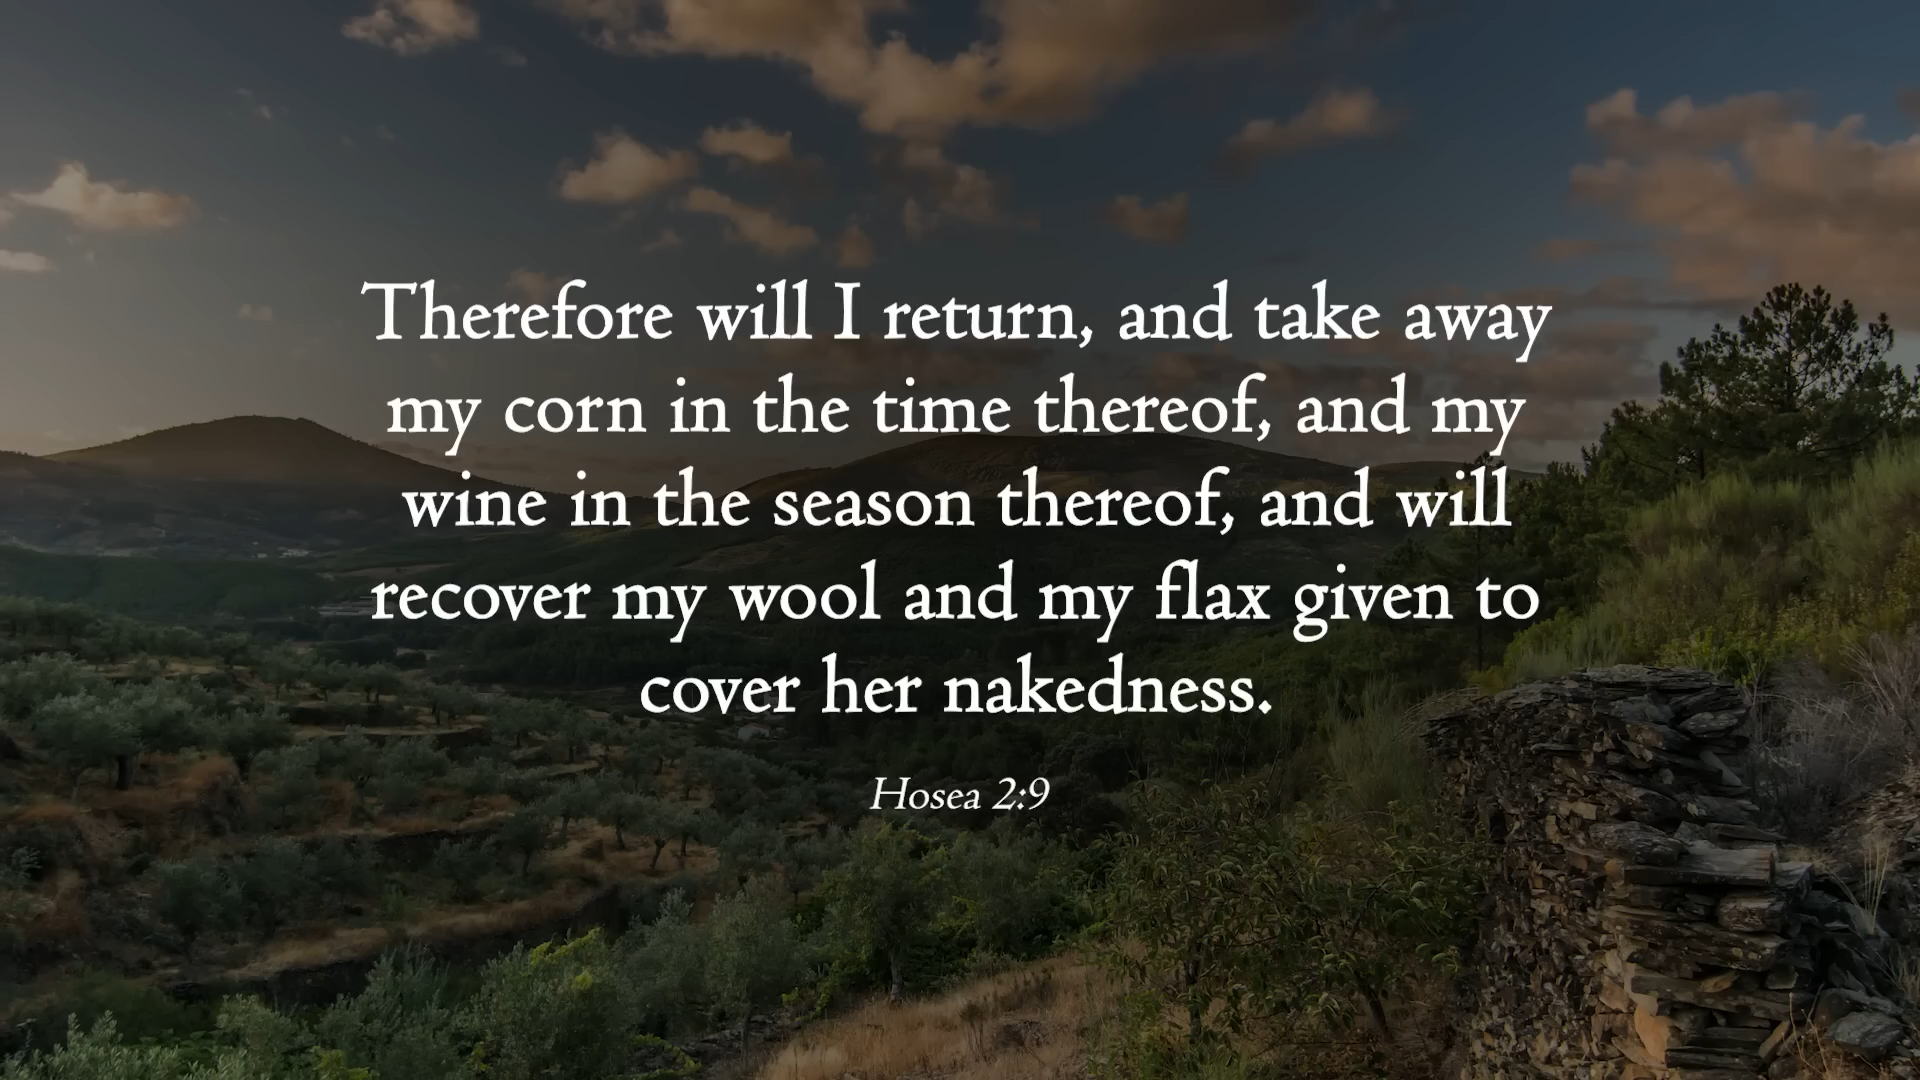 Therefore will I return, and take away
my corn in the time thereof, and my
wine in the season thereof, and will
recover my wool and my flax given to
cover her nakedness.
Hosea 2:9